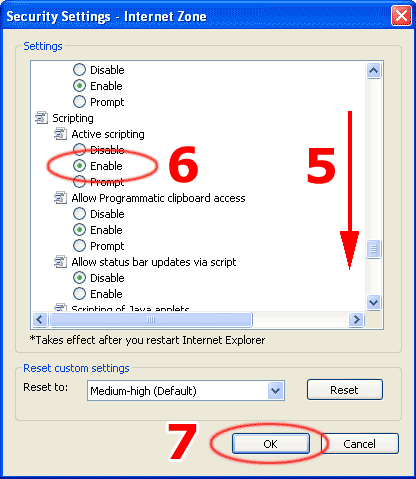 Security Settings - Internet Zone
Settings
Disable
Enable
Prompt
Scripting
Active scripting
Disable
Enable
Prompt
6
5
Allow Programmatic clipboard access
Disable
Enable
Prompt
Allow status bar updates via script
Disable
Enable
Scripting of Java applets
*Takes effect after you restart Internet Explorer
Reset custom settings
Reset to:
Medium-high (Default)
Reset
7
OK
Cancel